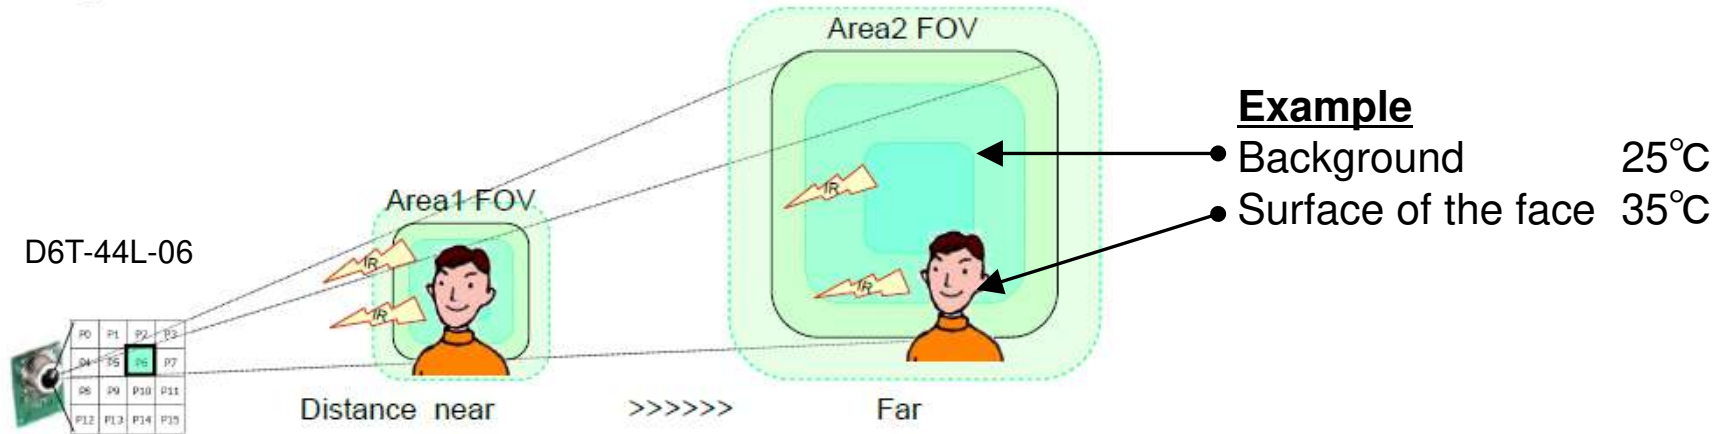 Area2 FOV
Example
Background 25℃
Surface of the face 35℃
Area1 FOV
IR
IR
IR
IR
D6T-44L-06
P0 P1 P2 P3
P4 P5 P6 P7
P8 P9 P10 P11
P12 P13 P14 P15
Distance near >>>>>> Far